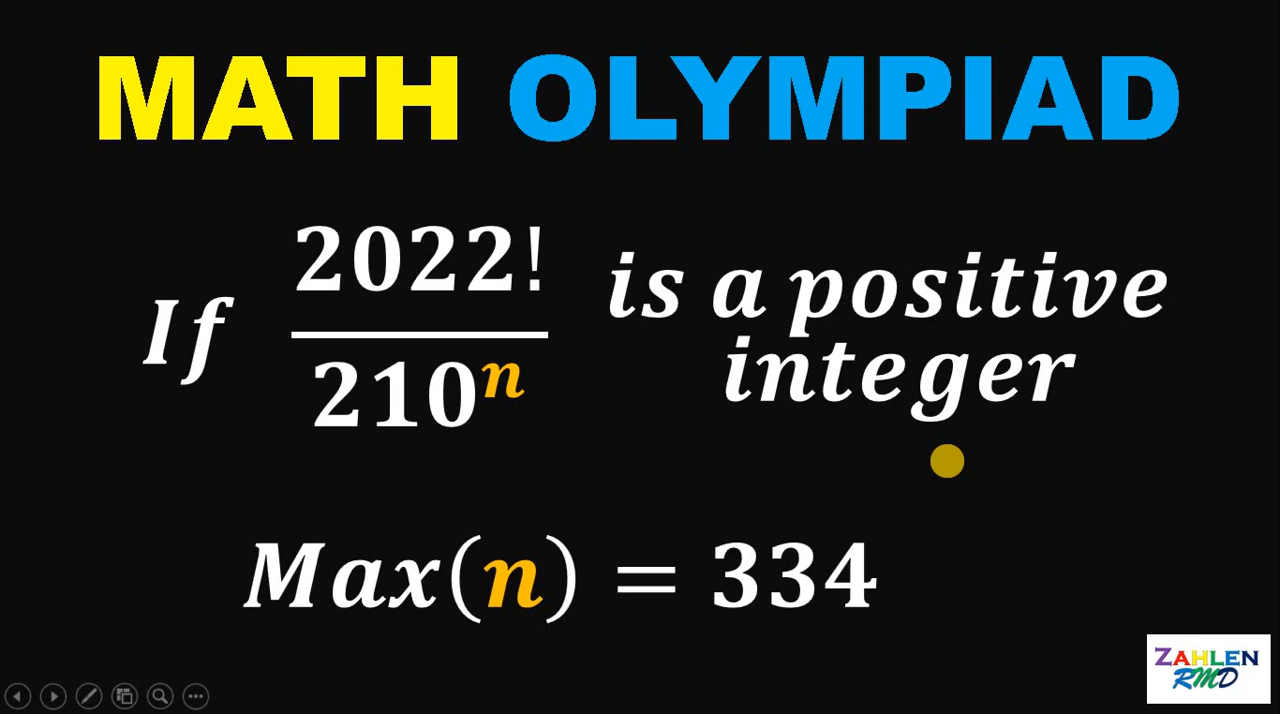 MATH OLYMPIAD
If 2022!/210^n is a positive
integer
Max(n) = 334
ZAHLEN
RMD